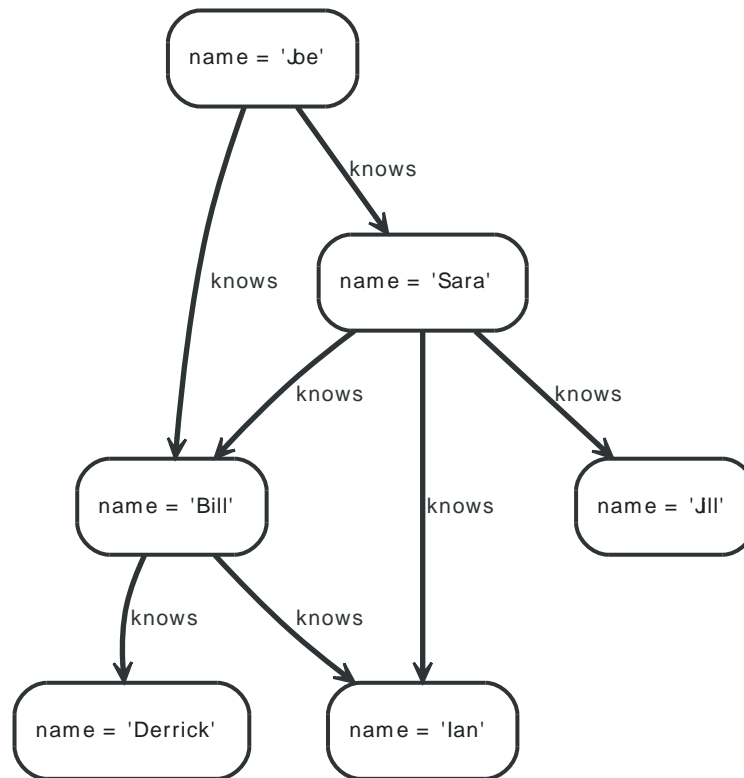 name = 'Joe'
knows
knows
name = 'Sara'
knows
knows
name = 'Bill'
knows
name = 'Jill'
knows
knows
name = 'Derrick'
name = 'Ian'